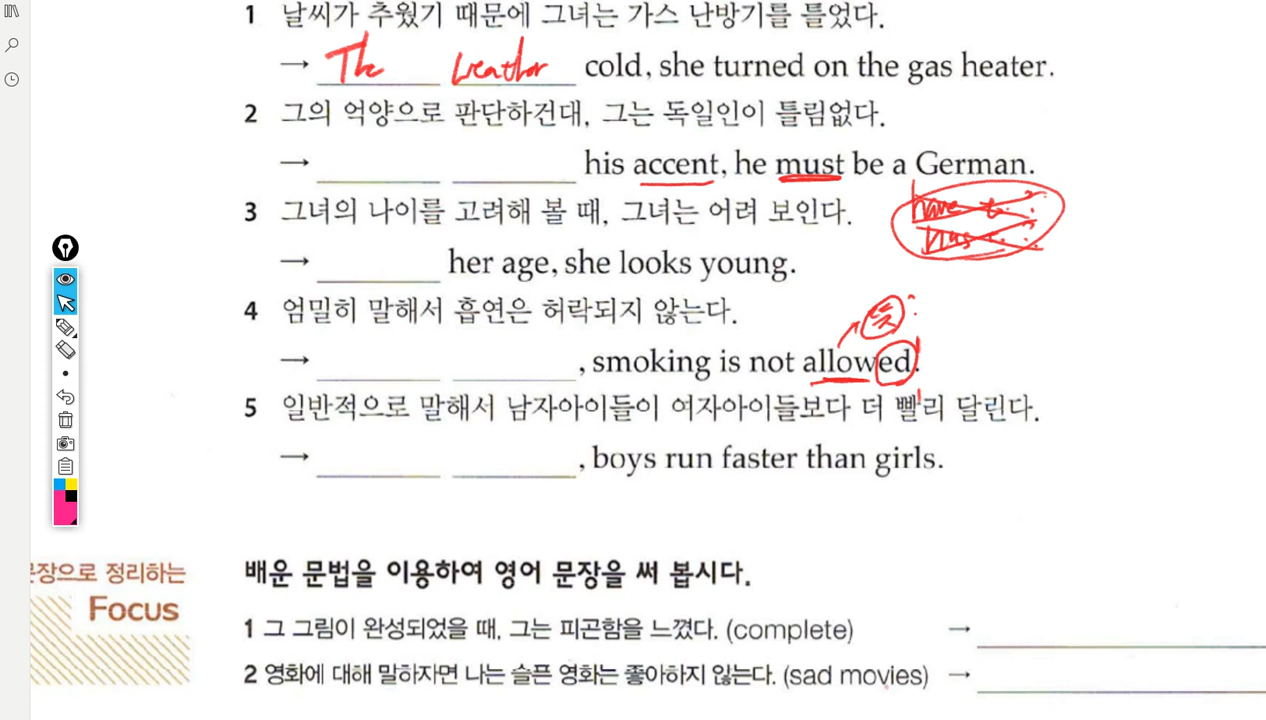 1 날씨가 추웠기 때문에 그녀는 가스 난방기를 틀었다.
→ The weather cold, she turned on the gas heater.
2 그의 억양으로 판단하건대, 그는 독일인이 틀림없다.
→ his accent, he must be a German.
have to
has
3 그녀의 나이를 고려해 볼 때, 그녀는 어려 보인다.
→ her age, she looks young.
4 엄밀히 말해서 흡연은 허락되지 않는다.
→ , smoking is not allowed.
5 일반적으로 말해서 남자아이들이 여자아이들보다 더 빨리 달린다.
→ , boys run faster than girls.
장으로 정리하는
Focus
배운 문법을 이용하여 영어 문장을 써 봅시다.
1 그 그림이 완성되었을 때, 그는 피곤함을 느꼈다. (complete) →
2 영화에 대해 말하자면 나는 슬픈 영화는 좋아하지 않는다. (sad movies) →